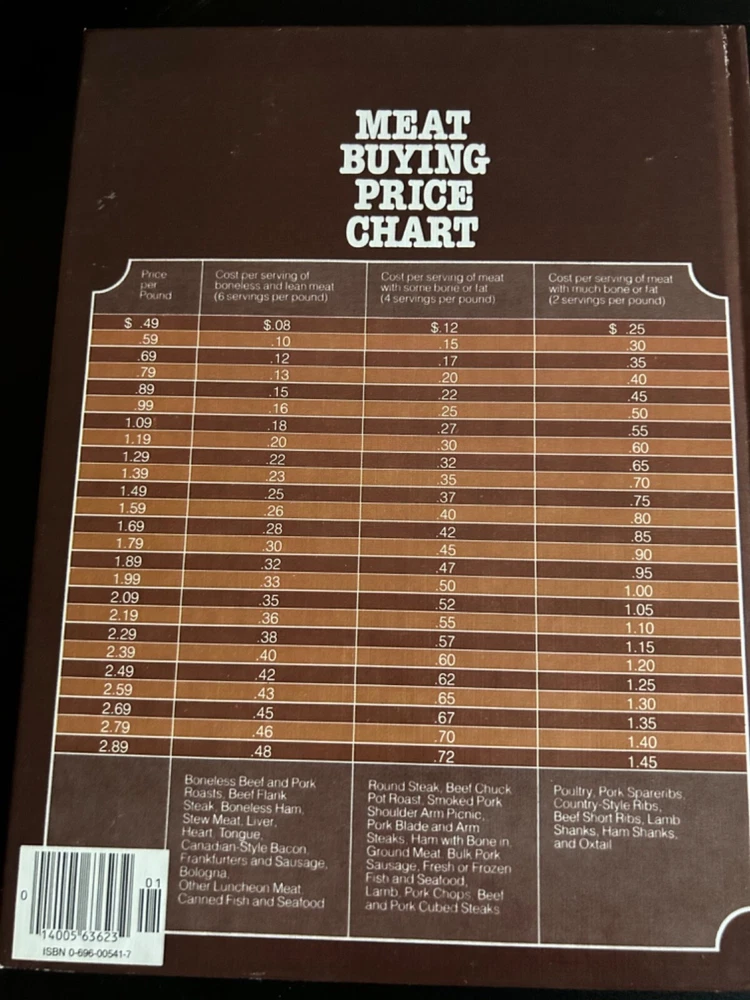 MEAT
BUYING
PRICE
CHART
Price
per
Pound
Cost per serving of
boneless and lean meat
(6 servings per pound)
Cost per serving of meat
with some bone or fat
(4 servings per pound)
Cost per serving of meat
with much bone or fat
(2 servings per pound)
$ .49 $.08 $.12 $ .25
.59 .10 .15 .30
.69 .12 .17 .35
.79 .13 .20 .40
.89 .15 .22 .45
.99 .16 .25 .50
1.09 .18 .27 .55
1.19 .20 .30 .60
1.29 .22 .32 .65
1.39 .23 .35 .70
1.49 .25 .37 .75
1.59 .26 .40 .80
1.69 .28 .42 .85
1.79 .30 .45 .90
1.89 .32 .47 .95
1.99 .33 .50 1.00
2.09 .35 .52 1.05
2.19 .36 .55 1.10
2.29 .38 .57 1.15
2.39 .40 .60 1.20
2.49 .42 .62 1.25
2.59 .43 .65 1.30
2.69 .45 .67 1.35
2.79 .46 .70 1.40
2.89 .48 .72 1.45
Boneless Beef and Pork
Roasts, Beef Flank
Steak, Boneless Ham,
Stew Meat, Liver,
Heart, Tongue,
Canadian-Style Bacon,
Frankfurters and Sausage,
Bologna,
Other Luncheon Meat,
Canned Fish and Seafood
Round Steak, Beef Chuck
Pot Roast, Smoked Pork
Shoulder Arm Picnic,
Pork Blade and Arm
Steaks, Ham with Bone in,
Ground Meat, Bulk Pork
Sausage, Fresh or Frozen
Fish and Seafood,
Lamb, Pork Chops, Beef
and Pork Cubed Steaks
Poultry, Pork Spareribs,
Country-Style Ribs,
Beef Short Ribs, Lamb
Shanks, Ham Shanks,
and Oxtail
01
0
14005 63623
ISBN 0-696-00541-7